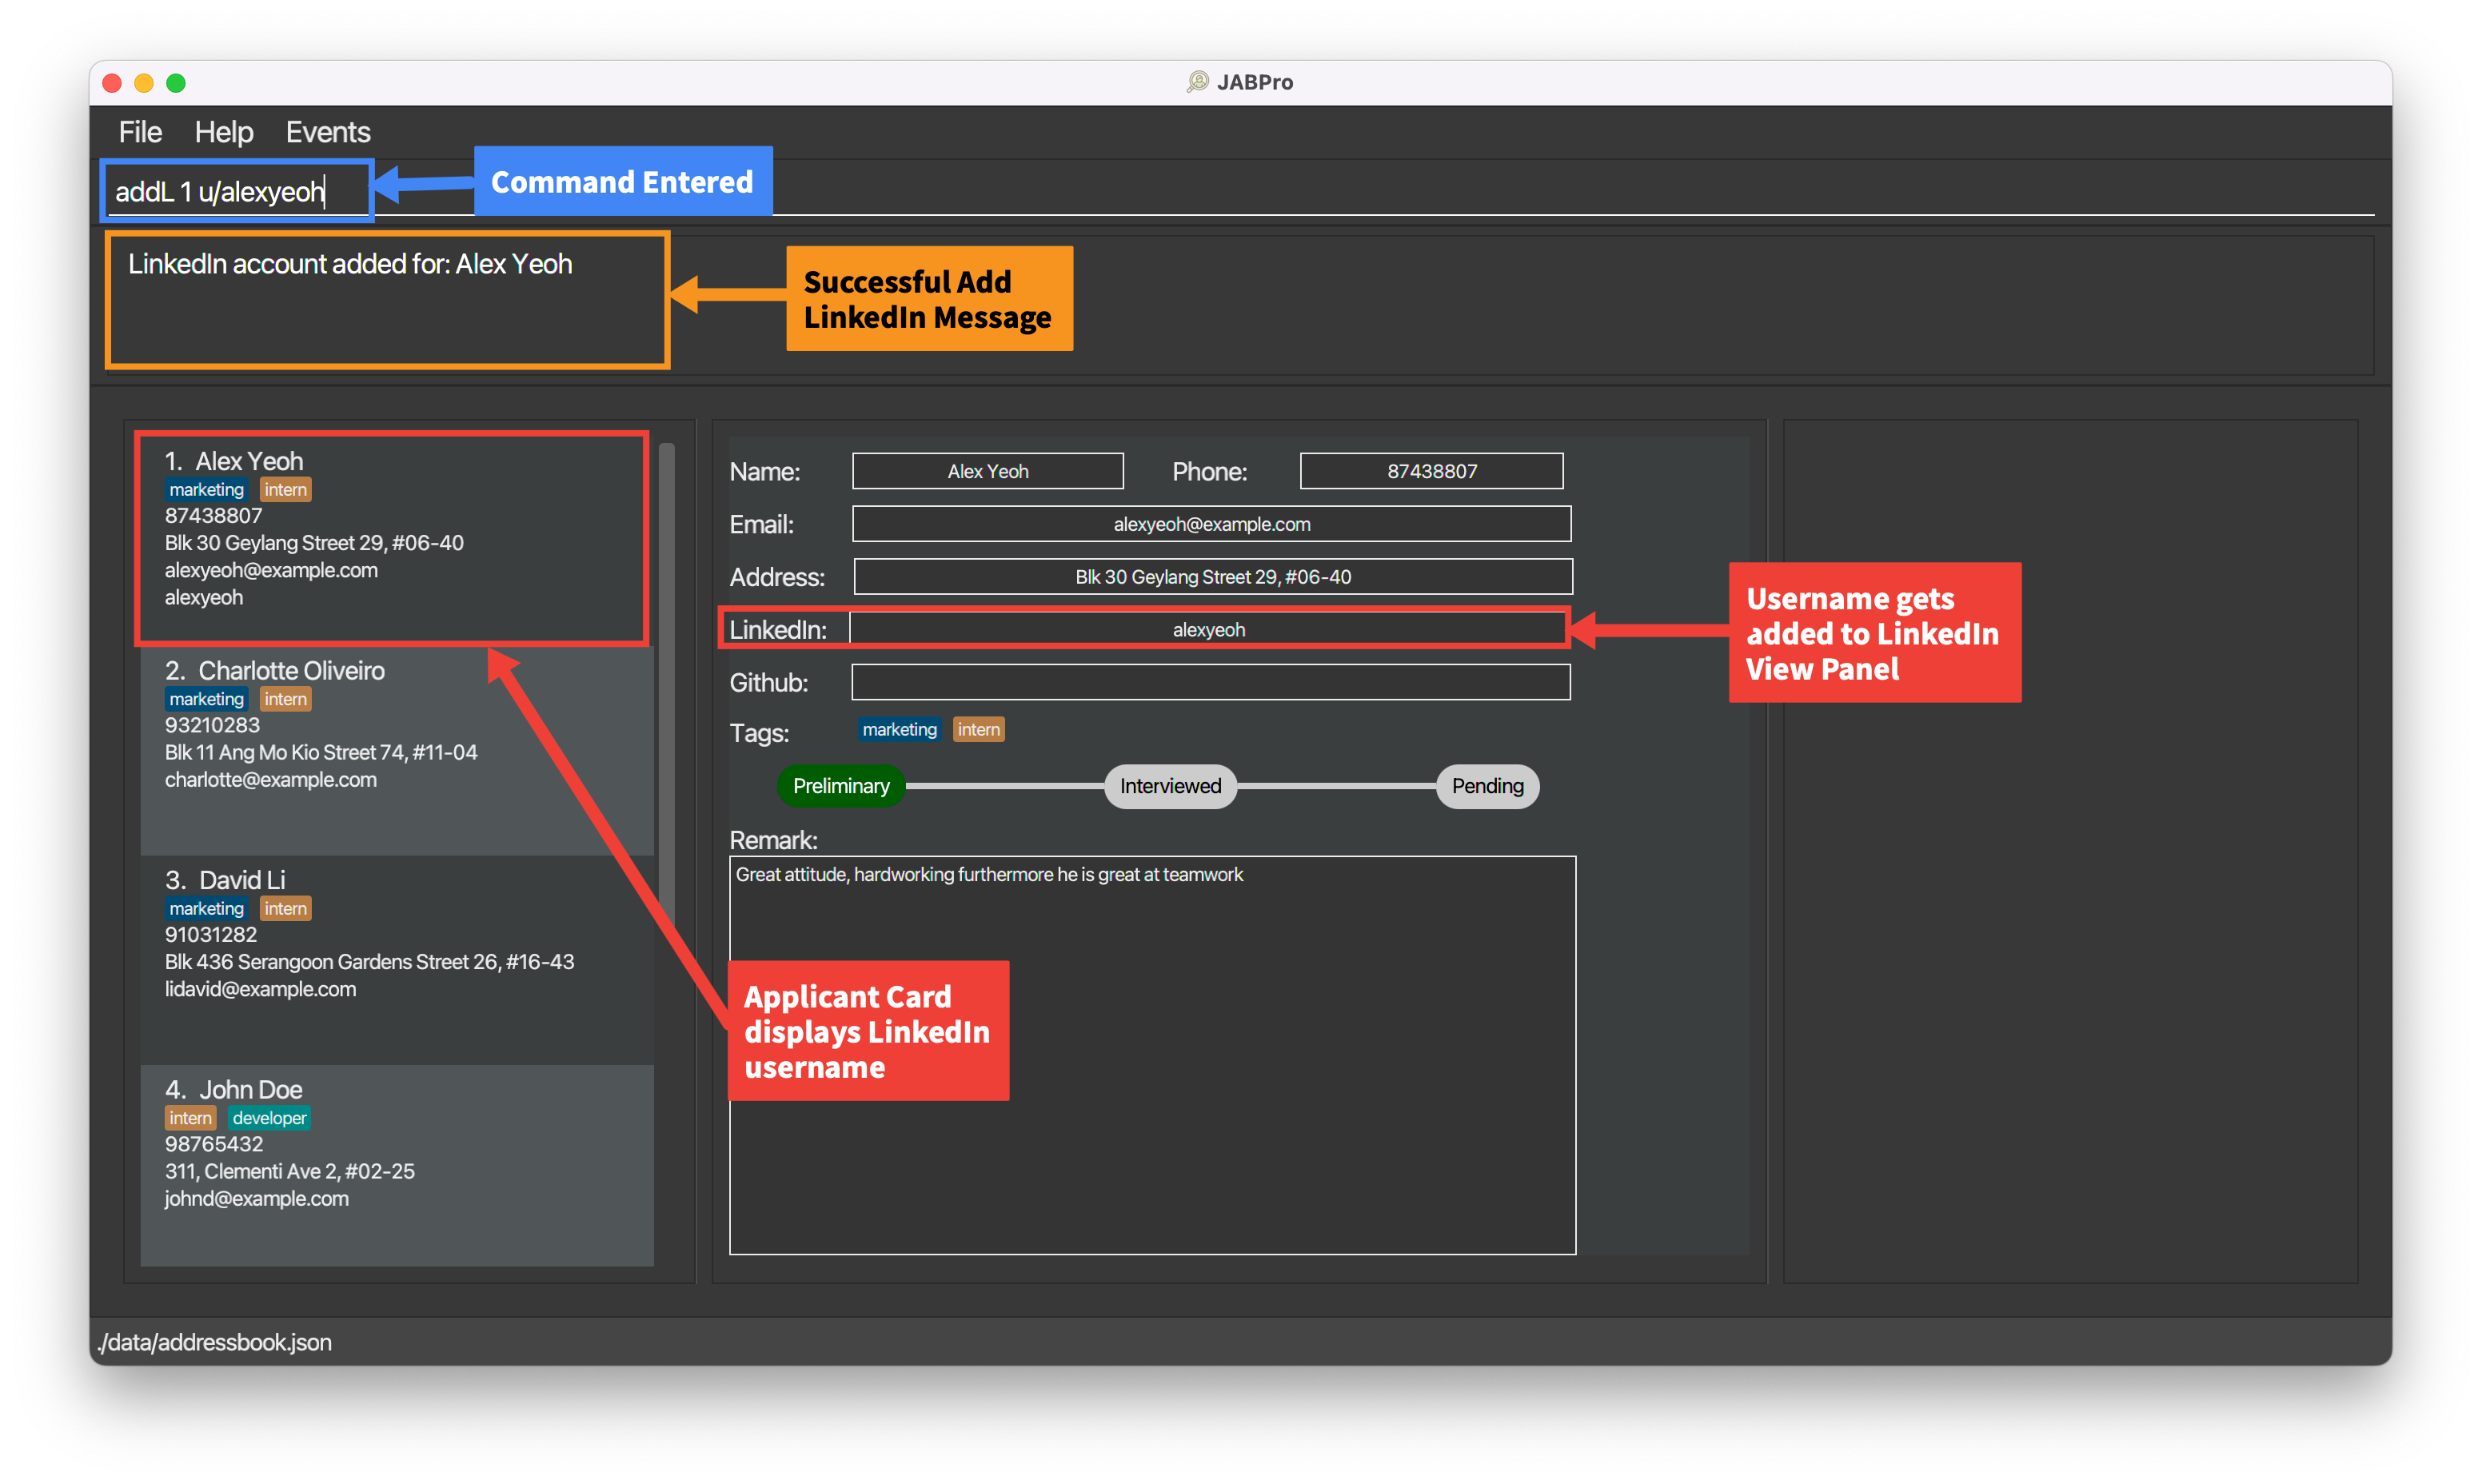 JABPro
File Help Events
addL 1 u/alexyeoh
Command Entered
LinkedIn account added for: Alex Yeoh
Successful Add
LinkedIn Message
1. Alex Yeoh
marketing intern
87438807
Blk 30 Geylang Street 29, #06-40
alexyeoh@example.com
alexyeoh
2. Charlotte Oliveiro
marketing intern
93210283
Blk 11 Ang Mo Kio Street 74, #11-04
charlotte@example.com
3. David Li
marketing intern
91031282
Blk 436 Serangoon Gardens Street 26, #16-43
lidavid@example.com
4. John Doe
intern developer
98765432
311, Clementi Ave 2, #02-25
johnd@example.com
Name: Alex Yeoh Phone: 87438807
Email: alexyeoh@example.com
Address: Blk 30 Geylang Street 29, #06-40
LinkedIn: alexyeoh
Github:
Tags: marketing intern
Preliminary Interviewed Pending
Remark:
Great attitude, hardworking furthermore he is great at teamwork
Applicant Card
displays LinkedIn
username
Username gets
added to LinkedIn
View Panel
./data/addressbook.json